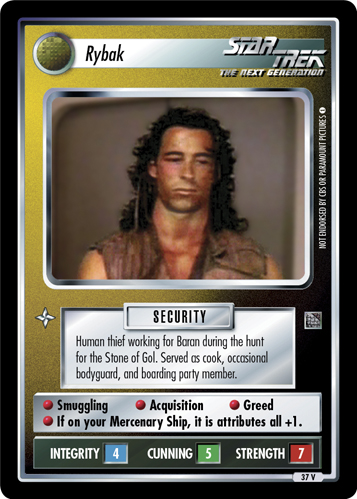 Rybak
STAR TREK
THE NEXT GENERATION
NOT ENDORSED BY CBS OR PARAMOUNT PICTURES
SECURITY
Human thief working for Baran during the hunt
for the Stone of Gol. Served as cook, occasional
bodyguard, and boarding party member.
Smuggling Acquisition Greed
If on your Mercenary Ship, it is attributes all +1.
INTEGRITY 4 CUNNING 5 STRENGTH 7
37 V